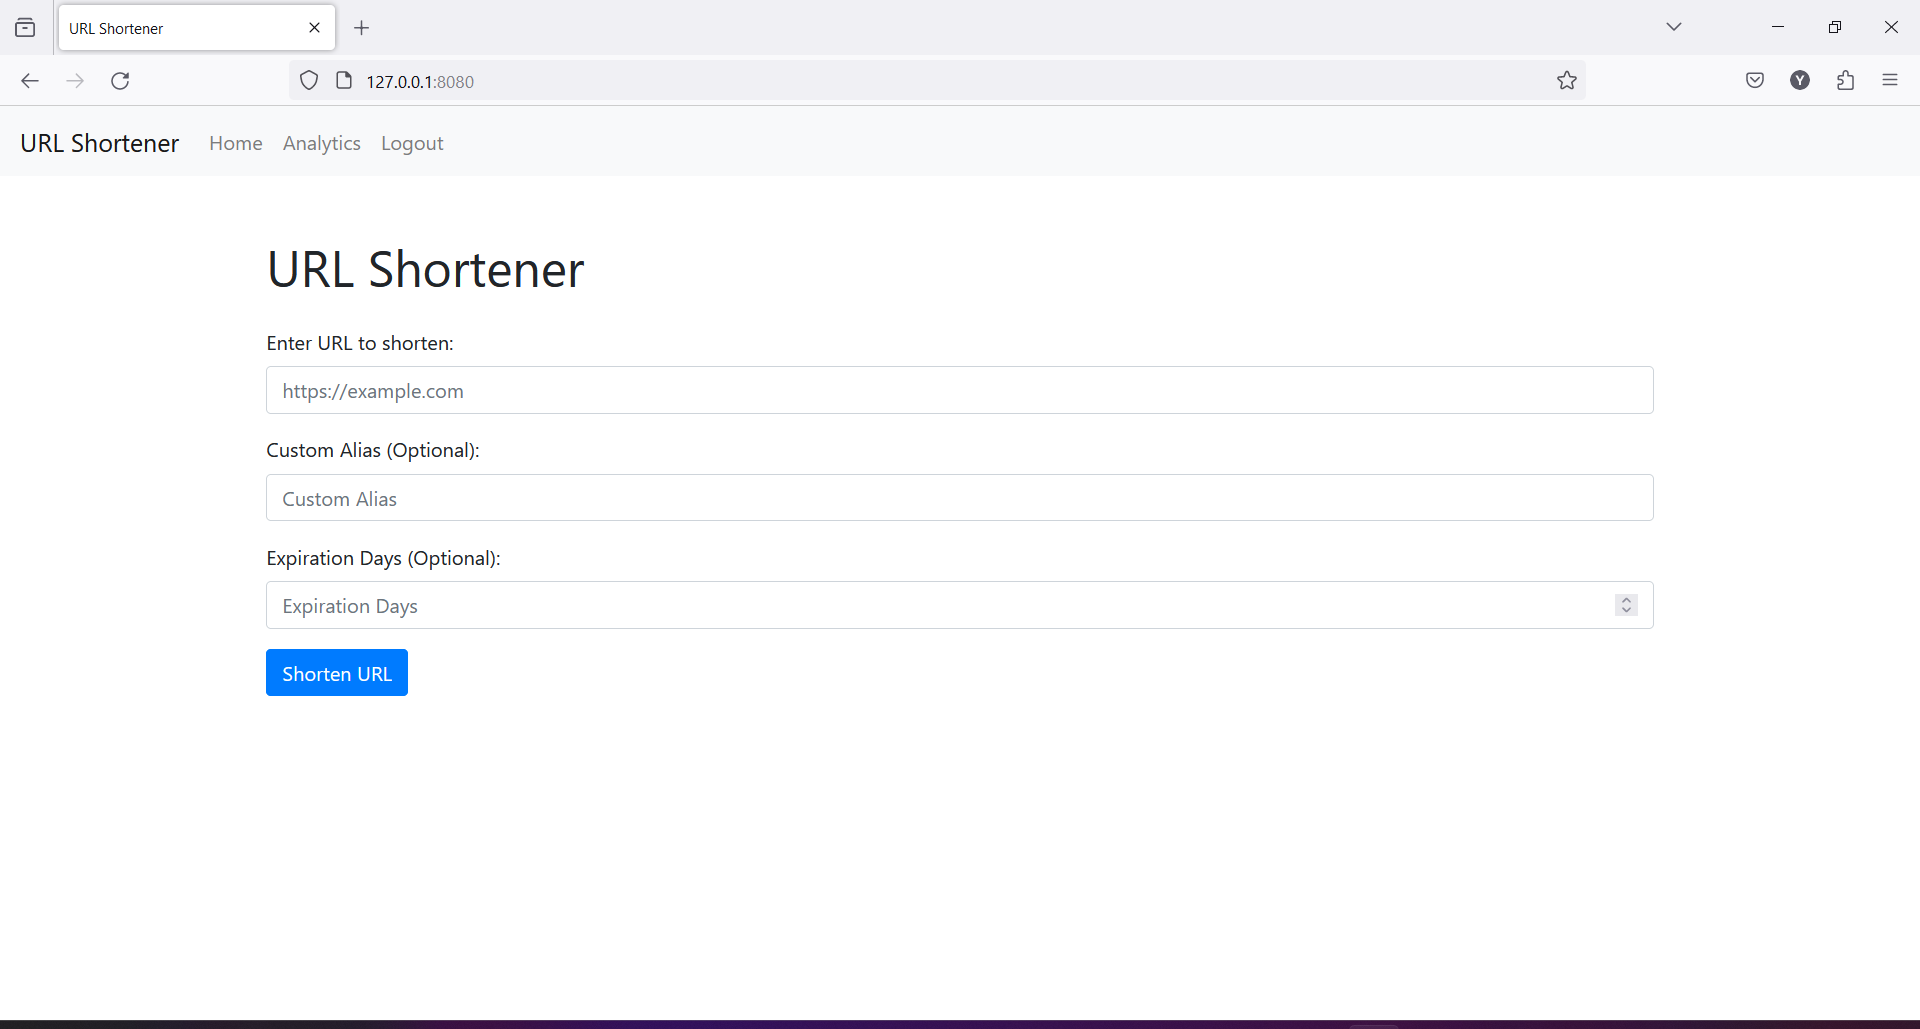 URL Shortener
127.0.0.1:8080
Y
URL Shortener Home Analytics Logout
URL Shortener
Enter URL to shorten:
https://example.com
Custom Alias (Optional):
Custom Alias
Expiration Days (Optional):
Expiration Days
Shorten URL